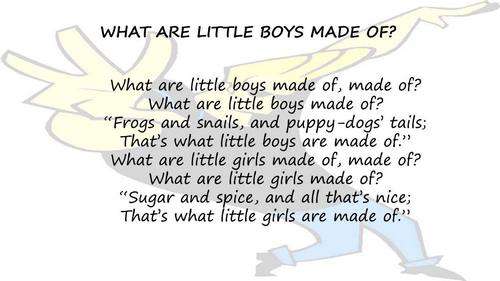 WHAT ARE LITTLE BOYS MADE OF?
What are little boys made of, made of?
What are little boys made of?
“Frogs and snails, and puppy-dogs’ tails;
That’s what little boys are made of.”
What are little girls made of, made of?
What are little girls made of?
“Sugar and spice, and all that’s nice;
That’s what little girls are made of.”